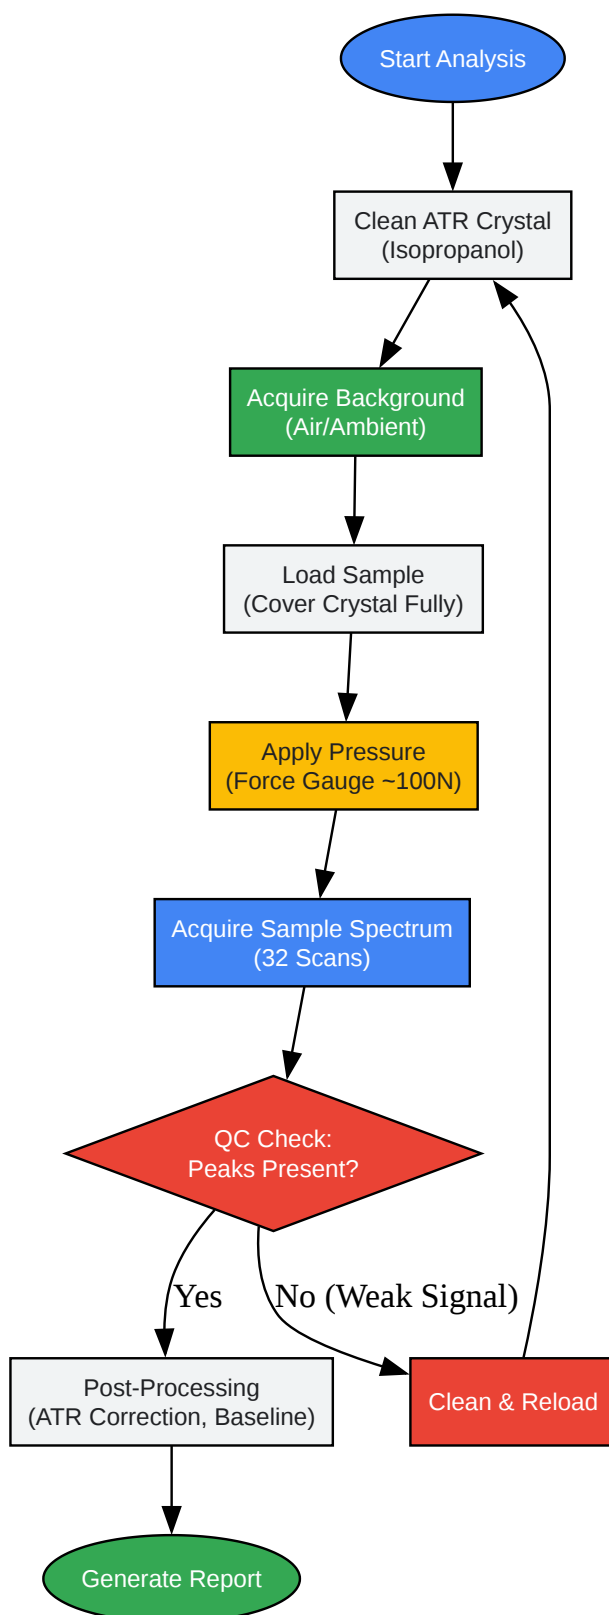 Start Analysis
Clean ATR Crystal
(Isopropanol)
Acquire Background
(Air/Ambient)
Load Sample
(Cover Crystal Fully)
Apply Pressure
(Force Gauge ~100N)
Acquire Sample Spectrum
(32 Scans)
QC Check:
Peaks Present?
Yes
No (Weak Signal)
Post-Processing
(ATR Correction, Baseline)
Clean & Reload
Generate Report